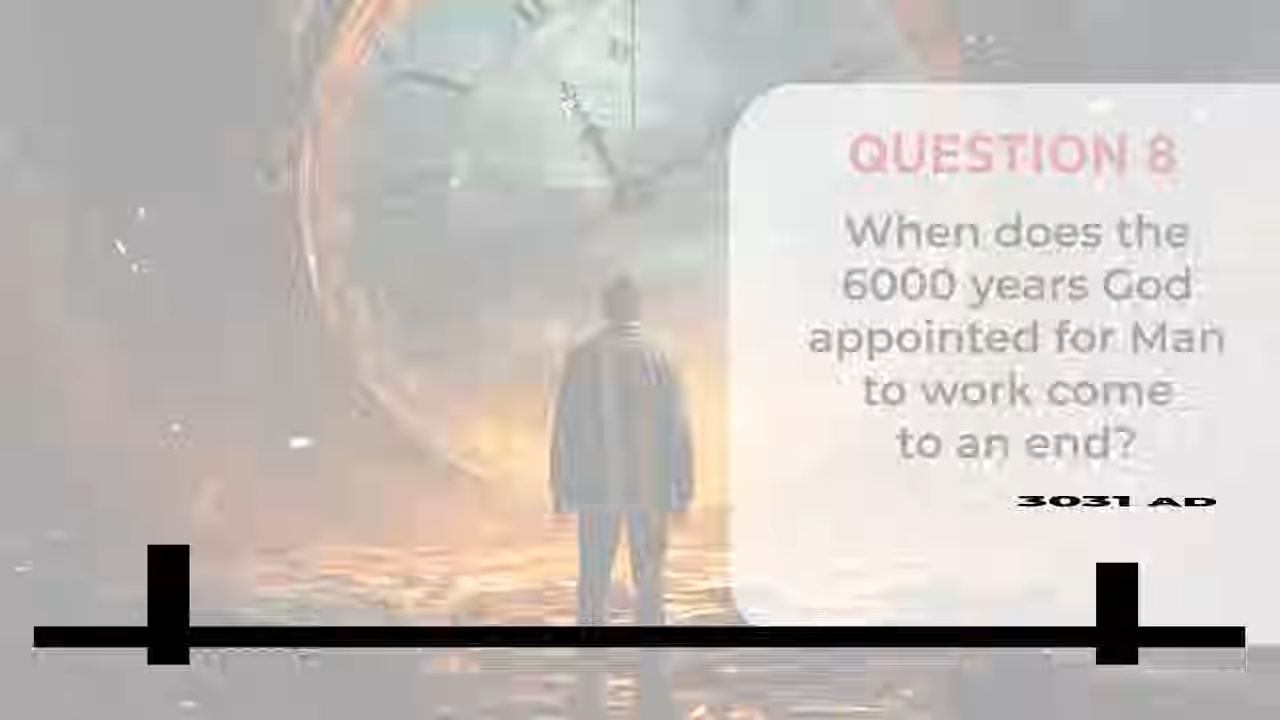 QUESTION 8
When does the
6000 years God
appointed for Man
to work come
to an end?
3031 AD